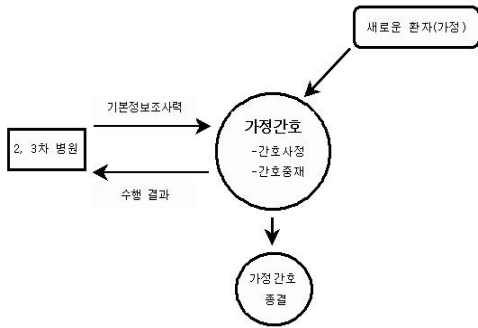 새로운 환자(가정)
기본정보조사력
가정간호
-간호사정
-간호중재
2, 3차 병원
수행 결과
가정간호
종결